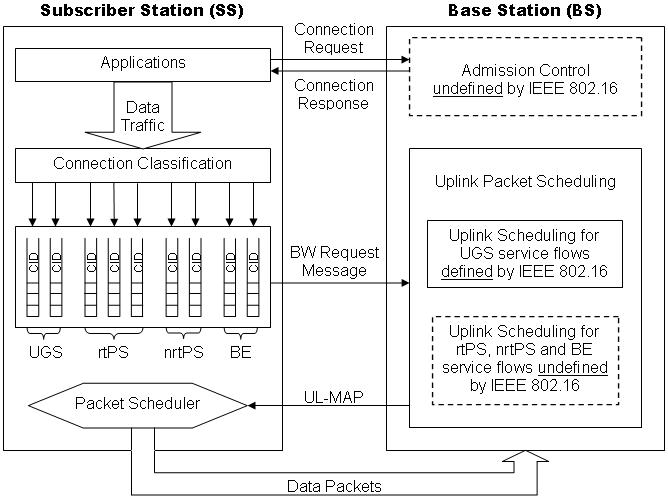 Subscriber Station (SS)
Base Station (BS)
Applications
Connection
Request
Connection
Response
Admission Control
undefined by IEEE 802.16
Data
Traffic
Connection Classification
Uplink Packet Scheduling
CID
CID
CID
CID
CID
CID
CID
CID
CID
BW Request
Message
Uplink Scheduling for
UGS service flows
defined by IEEE 802.16
UGS
rtPS
nrtPS
BE
Uplink Scheduling for
rtPS, nrtPS and BE
service flows undefined
by IEEE 802.16
Packet Scheduler
UL-MAP
Data Packets